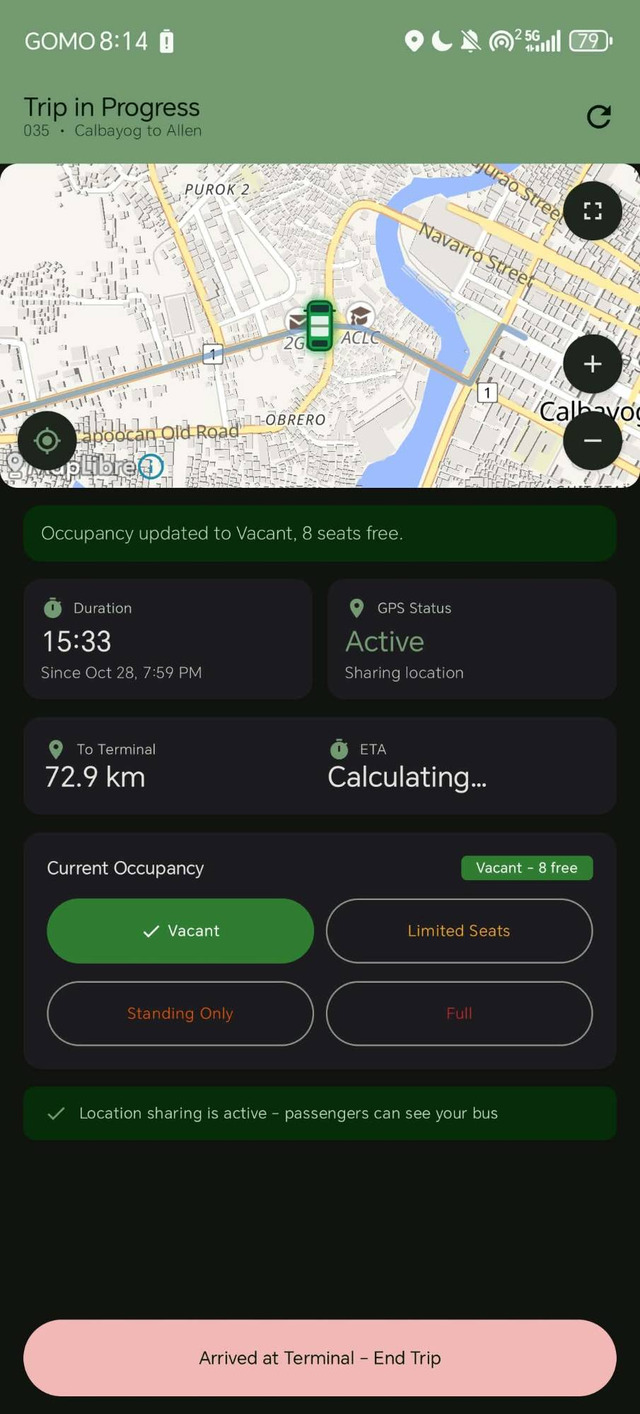 GOMO 8:14
2 5G 79
Trip in Progress
035 • Calbayog to Allen
PUROK 2
Navarro Street
1
2G
ACLC
1
OBRERO
apoocan Old Road
MapLibre
Occupancy updated to Vacant, 8 seats free.
Duration
15:33
Since Oct 28, 7:59 PM
GPS Status
Active
Sharing location
To Terminal
72.9 km
ETA
Calculating...
Current Occupancy
Vacant – 8 free
Vacant
Limited Seats
Standing Only
Full
Location sharing is active – passengers can see your bus
Arrived at Terminal – End Trip